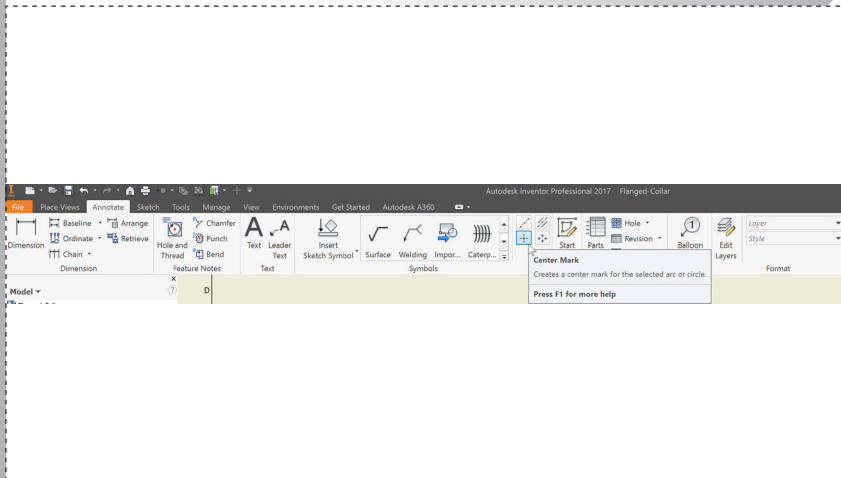 Autodesk Inventor Professional 2017 Flanged-Collar
File Place Views Annotate Sketch Tools Manage View Environments Get Started Autodesk A360
Baseline Arrange Chamfer Hole Layer
Ordinate Retrieve Punch Revision Style
Dimension Hole and Thread Text Leader Text Insert Sketch Symbol Surface Welding Impor... Caterp... Start Parts Balloon Edit Layers
Chain Bend
Dimension Feature Notes Text Symbols Format
Center Mark
Creates a center mark for the selected arc or circle.
Press F1 for more help
Model D